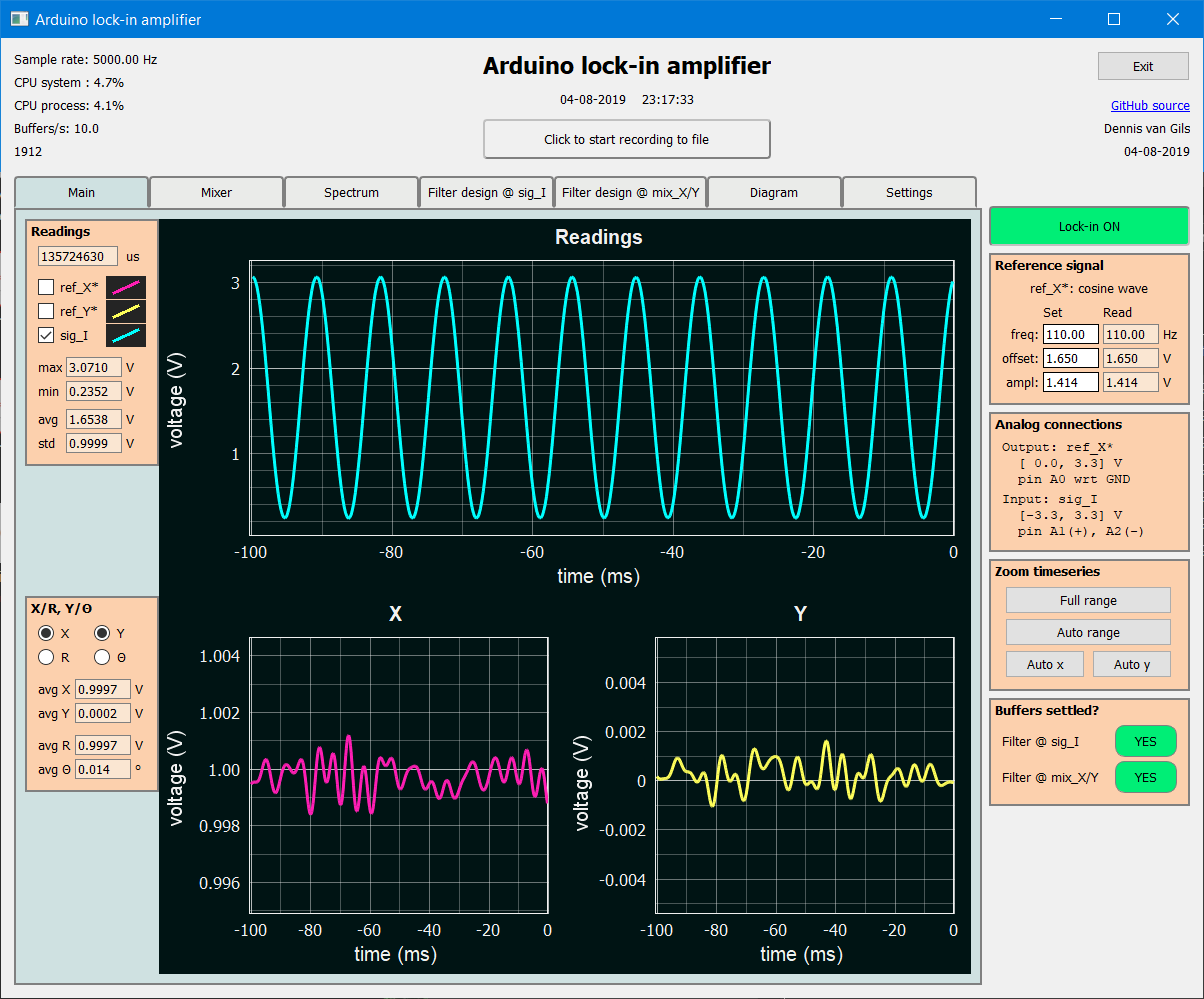 Arduino lock-in amplifier
Sample rate: 5000.00 Hz
CPU system : 4.7%
CPU process: 4.1%
Buffers/s: 10.0
1912
Arduino lock-in amplifier
04-08-2019 23:17:33
Click to start recording to file
Exit
GitHub source
Dennis van Gils
04-08-2019
Main Mixer Spectrum Filter design @ sig_I Filter design @ mix_X/Y Diagram Settings
Readings
135724630 us
ref_X*
ref_Y*
sig_I
max 3.0710 V
min 0.2352 V
avg 1.6538 V
std 0.9999 V
Readings
voltage (V)
3
2
1
-100 -80 -60 -40 -20 0
time (ms)
X/R, Y/Θ
X Y
R Θ
avg X 0.9997 V
avg Y 0.0002 V
avg R 0.9997 V
avg Θ 0.014 °
X
voltage (V)
1.004
1.002
1.00
0.998
0.996
-100 -80 -60 -40 -20 0
time (ms)
Y
voltage (V)
0.004
0.002
0
-0.002
-0.004
-100 -80 -60 -40 -20 0
time (ms)
Lock-in ON
Reference signal
ref_X*: cosine wave
Set Read
freq: 110.00 110.00 Hz
offset: 1.650 1.650 V
ampl: 1.414 1.414 V
Analog connections
Output: ref_X*
[ 0.0, 3.3] V
pin A0 wrt GND
Input: sig_I
[-3.3, 3.3] V
pin A1(+), A2(-)
Zoom timeseries
Full range
Auto range
Auto x Auto y
Buffers settled?
Filter @ sig_I YES
Filter @ mix_X/Y YES